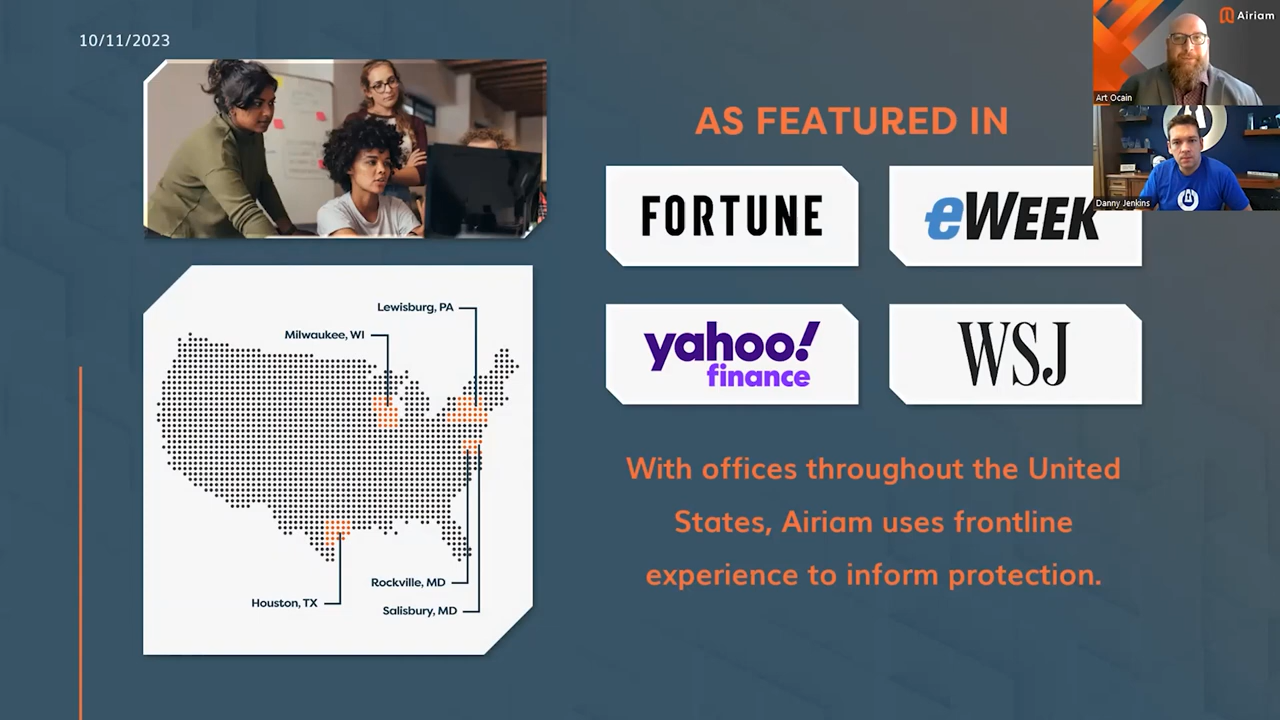 10/11/2023
AS FEATURED IN
FORTUNE
eWEEK
yahoo!
finance
WSJ
With offices throughout the United
States, Airiam uses frontline
experience to inform protection.
Lewisburg, PA
Milwaukee, WI
Rockville, MD
Houston, TX
Salisbury, MD
Airiam
Art Ocain
Danny Jenkins